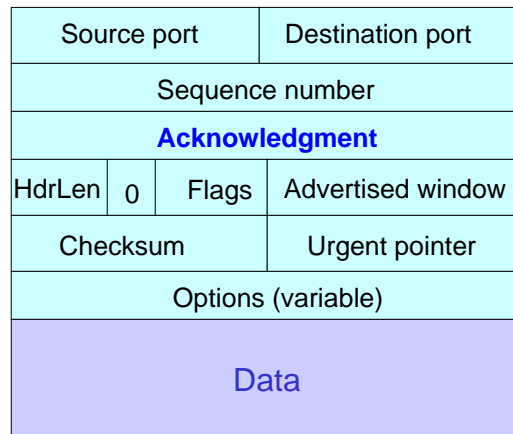 Source port Destination port
Sequence number
Acknowledgment
HdrLen 0 Flags Advertised window
Checksum Urgent pointer
Options (variable)
Data